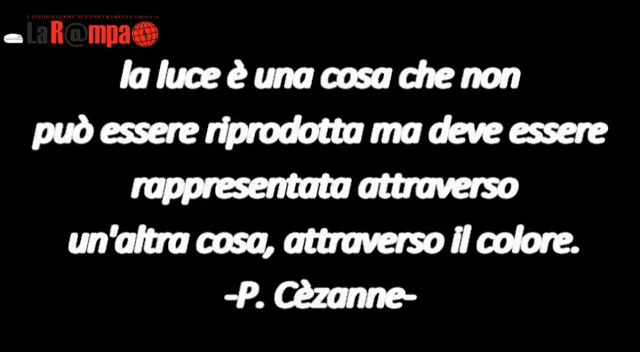 LaR@mpa
la luce è una cosa che non
può essere riprodotta ma deve essere
rappresentata attraverso
un'altra cosa, attraverso il colore.
-P. Cèzanne-